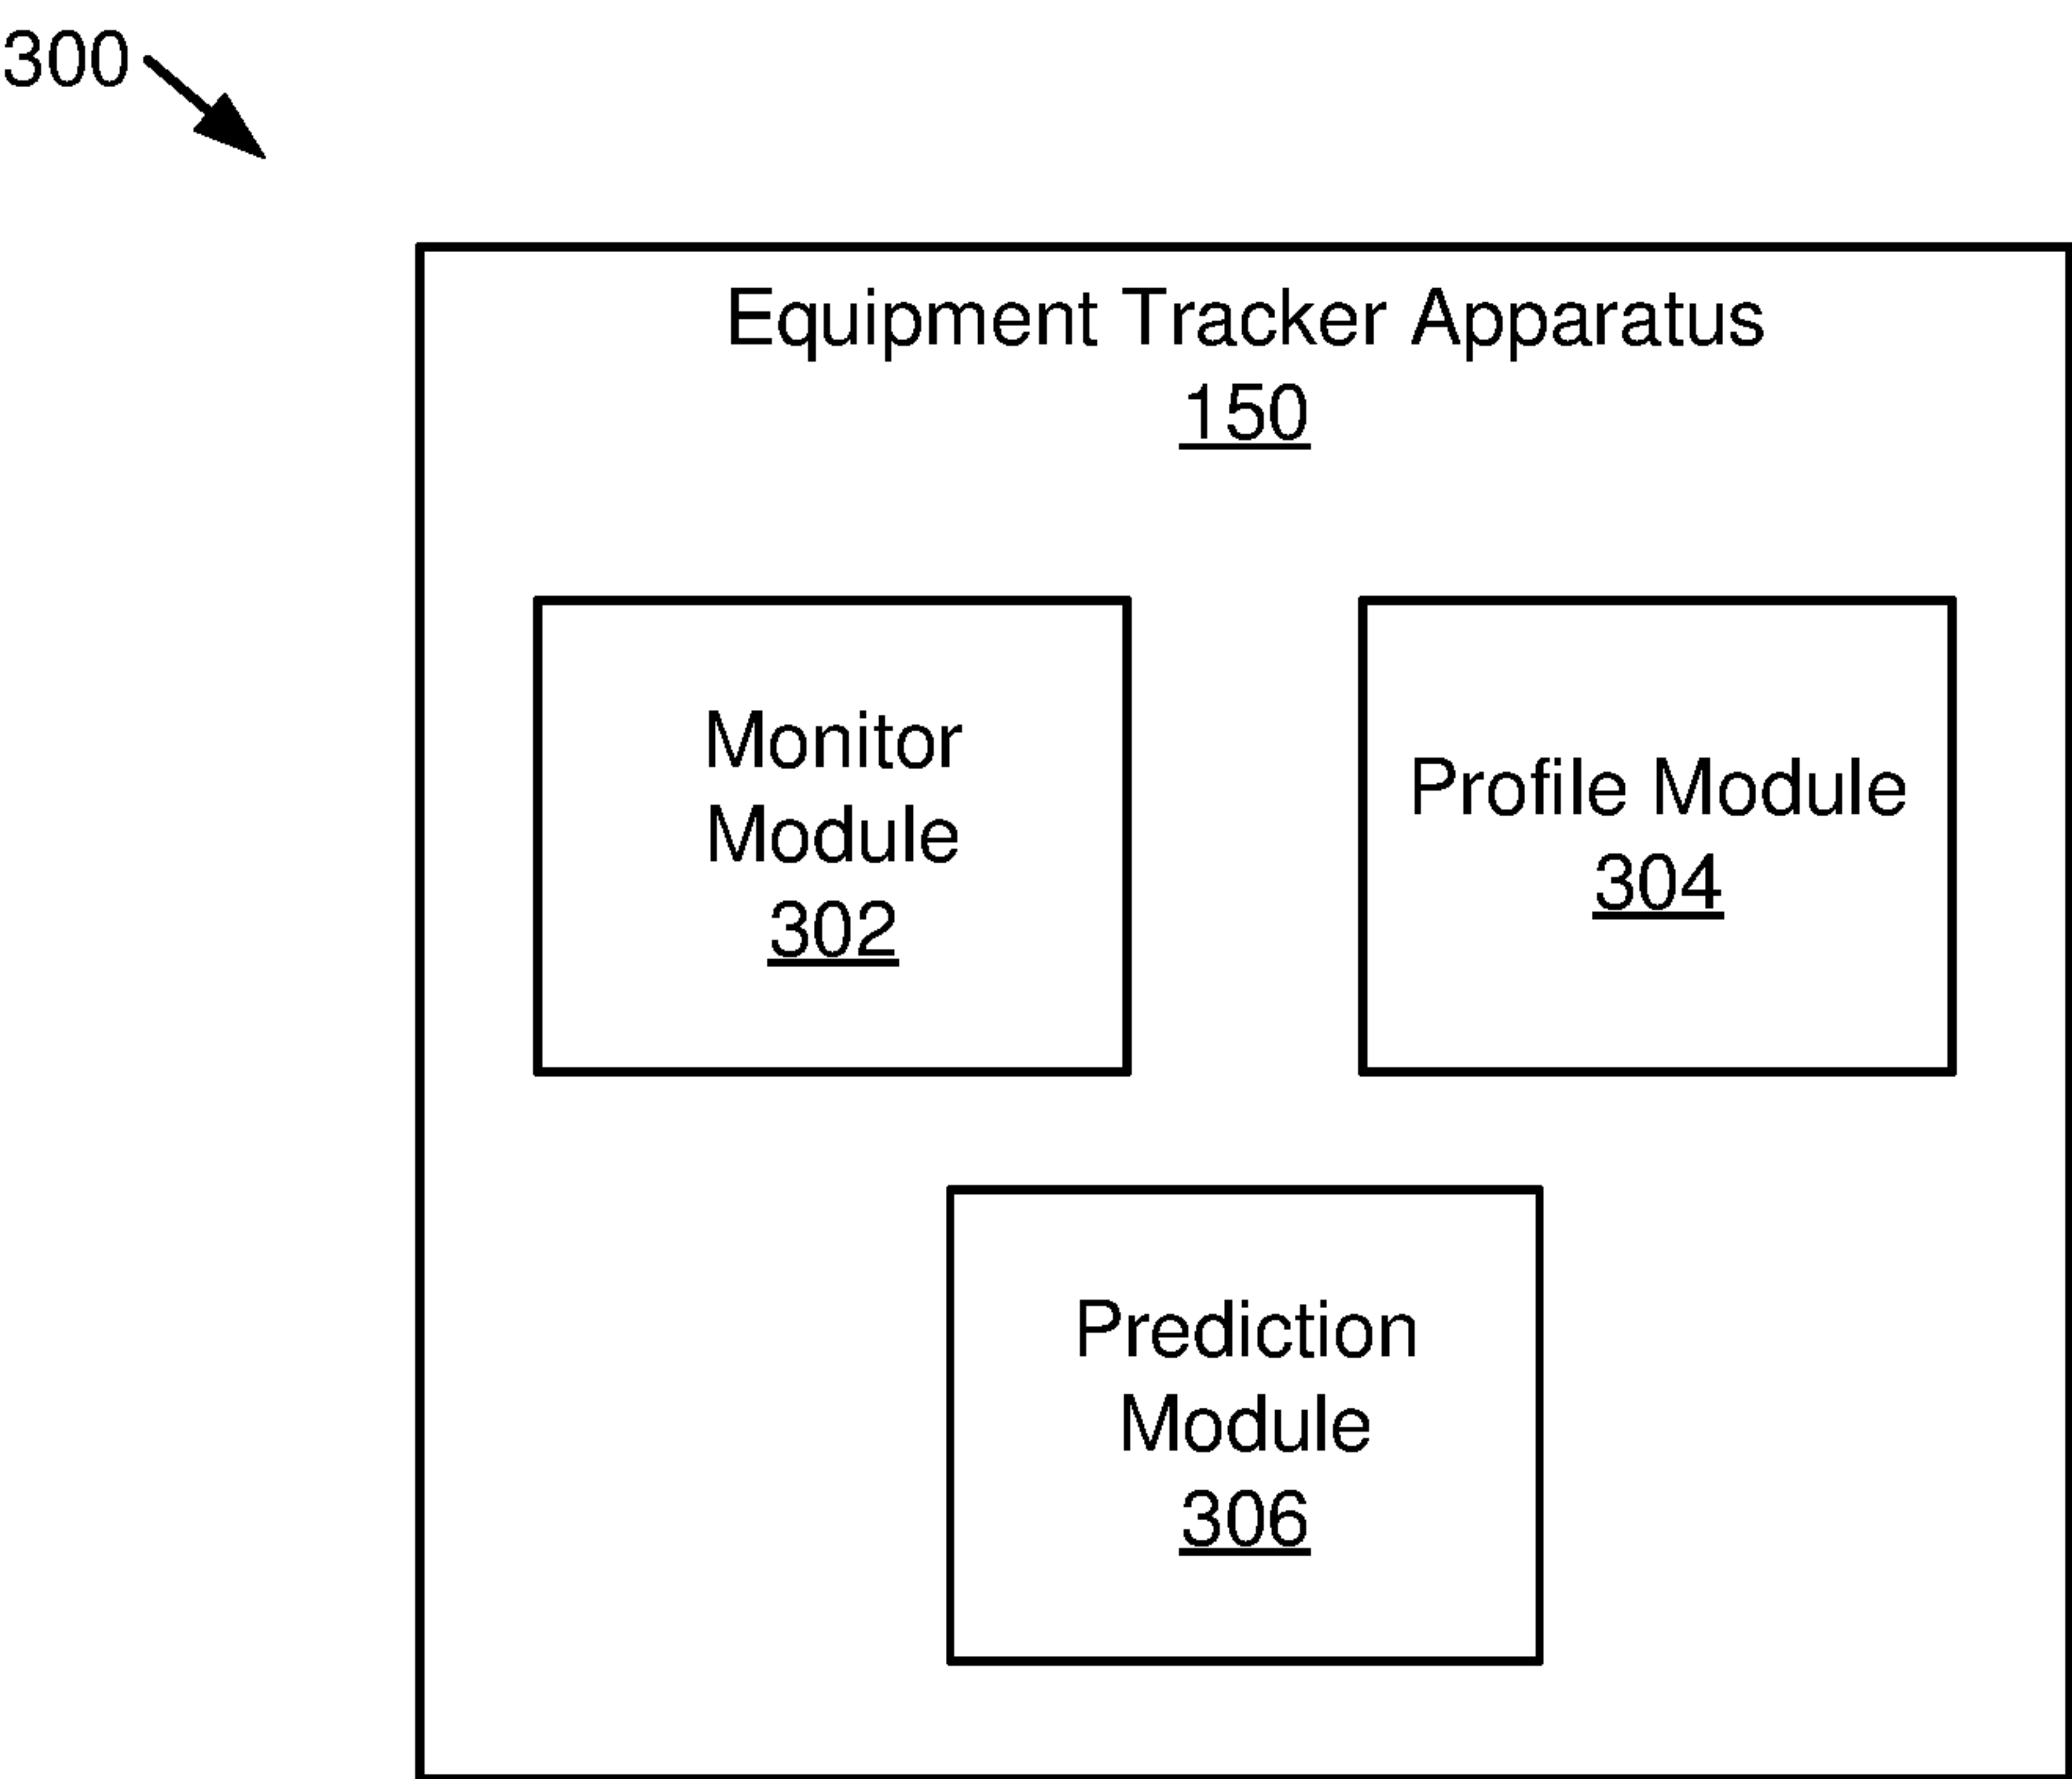 300
Equipment Tracker Apparatus
150
Monitor
Module
302
Profile Module
304
Prediction
Module
306